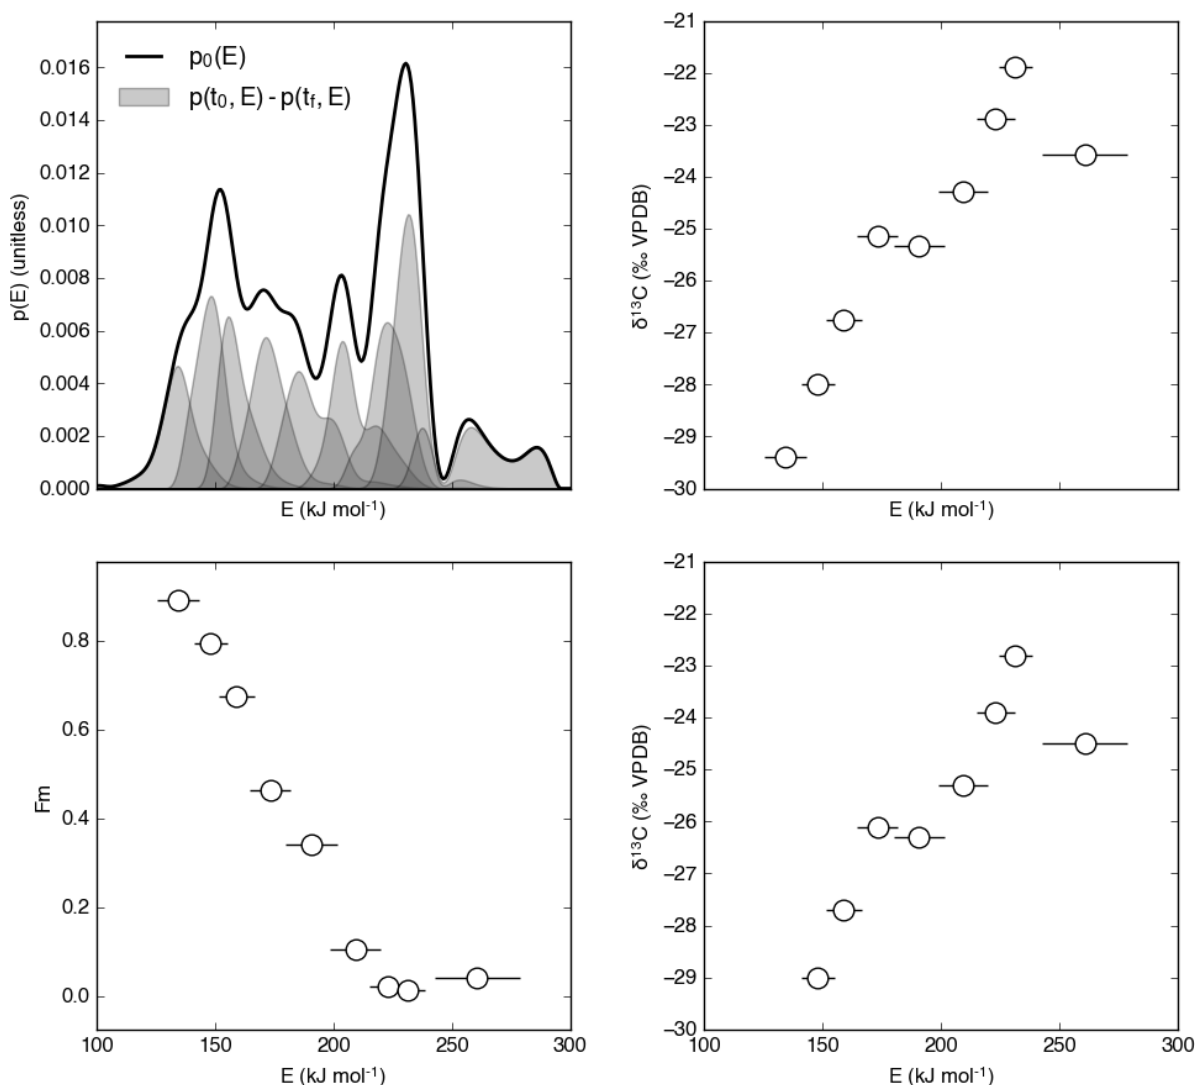 p₀(E)
p(t₀, E) - p(t_f, E)
0.016
0.014
0.012
0.010
0.008
0.006
0.004
0.002
0.000
p(E) (unitless)
E (kJ mol⁻¹)
−21
−22
−23
−24
−25
−26
−27
−28
−29
−30
δ¹³C (‰ VPDB)
E (kJ mol⁻¹)
0.8
0.6
0.4
0.2
0.0
Fm
100 150 200 250 300
E (kJ mol⁻¹)
−21
−22
−23
−24
−25
−26
−27
−28
−29
−30
δ¹³C (‰ VPDB)
100 150 200 250 300
E (kJ mol⁻¹)